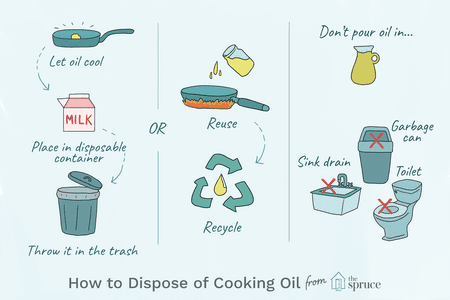 Let oil cool
MILK
Place in disposable
container
Throw it in the trash
OR
Reuse
Recycle
Don't pour oil in...
Garbage
can
Sink drain
Toilet
How to Dispose of Cooking Oil from the spruce